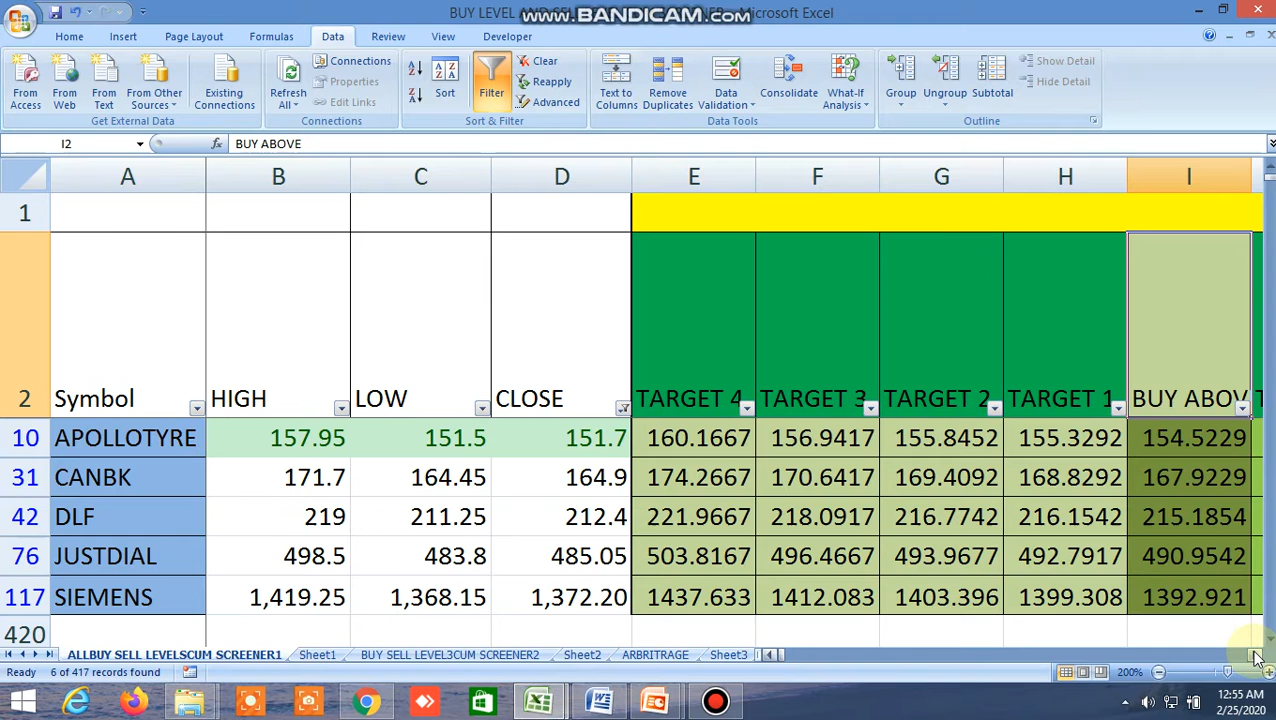 BUY LEVEL AND SEL
www.BANDICAM.com
- Microsoft Excel
Home Insert Page Layout Formulas Data Review View Developer
From Access
From Web
From Text
From Other Sources
Existing Connections
Get External Data
Refresh All
Connections
Properties
Edit Links
Connections
Sort
Filter
Clear
Reapply
Advanced
Sort & Filter
Text to Columns
Remove Duplicates
Data Validation
Consolidate
What-If Analysis
Data Tools
Group
Ungroup
Subtotal
Show Detail
Hide Detail
Outline
I2 fx BUY ABOVE
A B C D E F G H I
1
2 Symbol HIGH LOW CLOSE TARGET 4 TARGET 3 TARGET 2 TARGET 1 BUY ABOV
10 APOLLOTYRE 157.95 151.5 151.7 160.1667 156.9417 155.8452 155.3292 154.5229
31 CANBK 171.7 164.45 164.9 174.2667 170.6417 169.4092 168.8292 167.9229
42 DLF 219 211.25 212.4 221.9667 218.0917 216.7742 216.1542 215.1854
76 JUSTDIAL 498.5 483.8 485.05 503.8167 496.4667 493.9677 492.7917 490.9542
117 SIEMENS 1,419.25 1,368.15 1,372.20 1437.633 1412.083 1403.396 1399.308 1392.921
420
ALLBUY SELL LEVELSCUM SCREENER1 Sheet1 BUY SELL LEVEL3CUM SCREENER2 Sheet2 ARBRITRAGE Sheet3
Ready 6 of 417 records found 200%
12:55 AM
2/25/2020